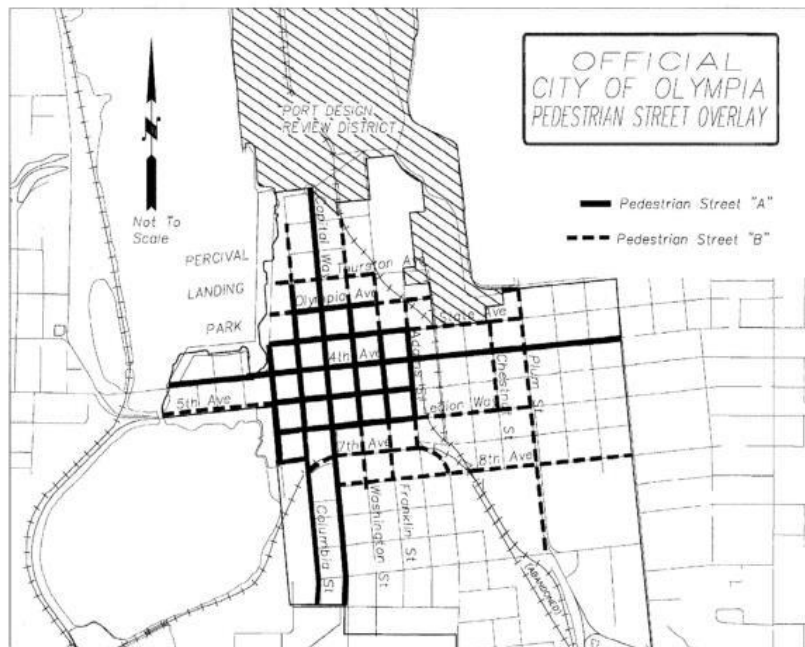 OFFICIAL
CITY OF OLYMPIA
PEDESTRIAN STREET OVERLAY
PORT DESIGN
REVIEW DISTRICT
N
Not To
Scale
Pedestrian Street "A"
Pedestrian Street "B"
PERCIVAL
LANDING
PARK
Capital Way
Thurston Ave
Olympia Ave
State Ave
4th Ave
Adams St
Chestnut St
Plum St
5th Ave
Legion Way
7th Ave
8th Ave
Columbia St
Washington St
Franklin St
(ABANDONED)